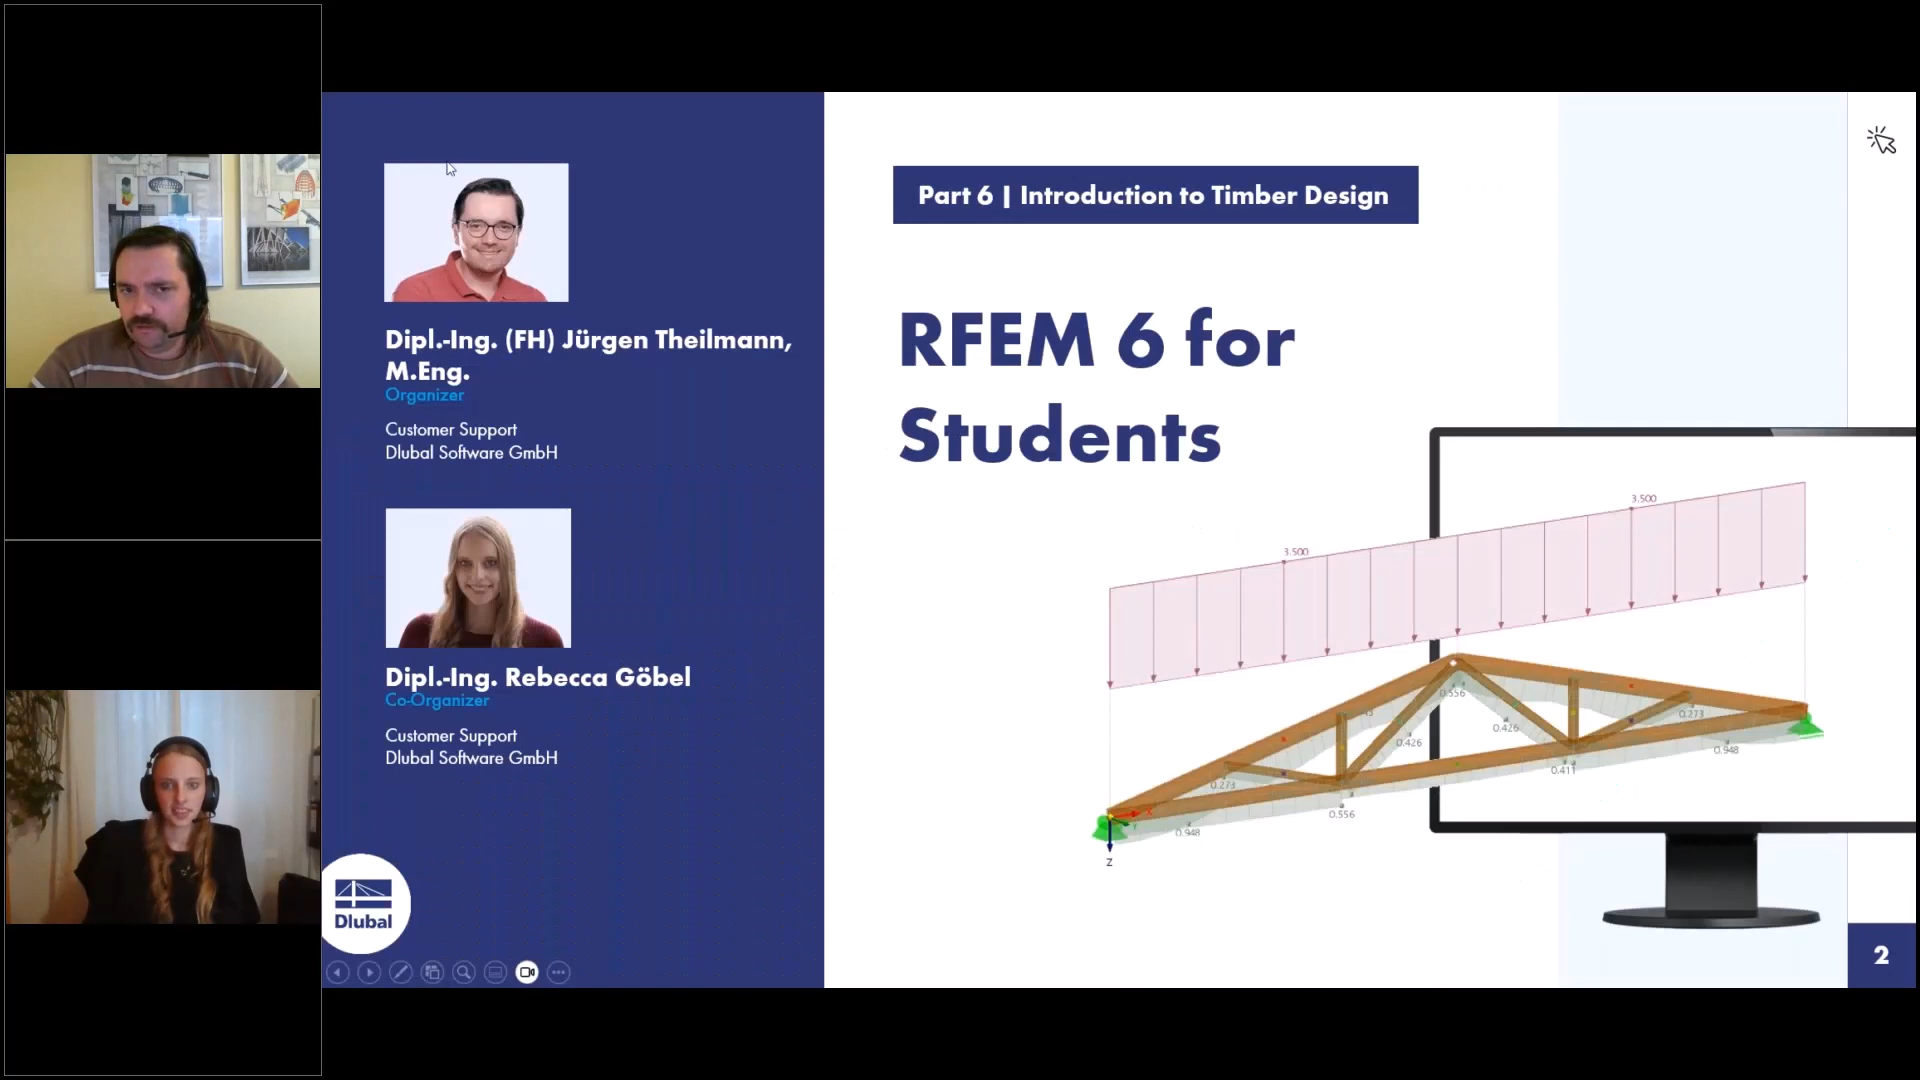 Dipl.-Ing. (FH) Jürgen Theilmann,
M.Eng.
Organizer
Customer Support
Dlubal Software GmbH
Dipl.-Ing. Rebecca Göbel
Co-Organizer
Customer Support
Dlubal Software GmbH
Dlubal
Part 6 | Introduction to Timber Design
RFEM 6 for
Students
3.500
3.500
0.556
0.426
0.426
0.273
0.273
0.948
0.411
0.556
0.948
X
Z
2